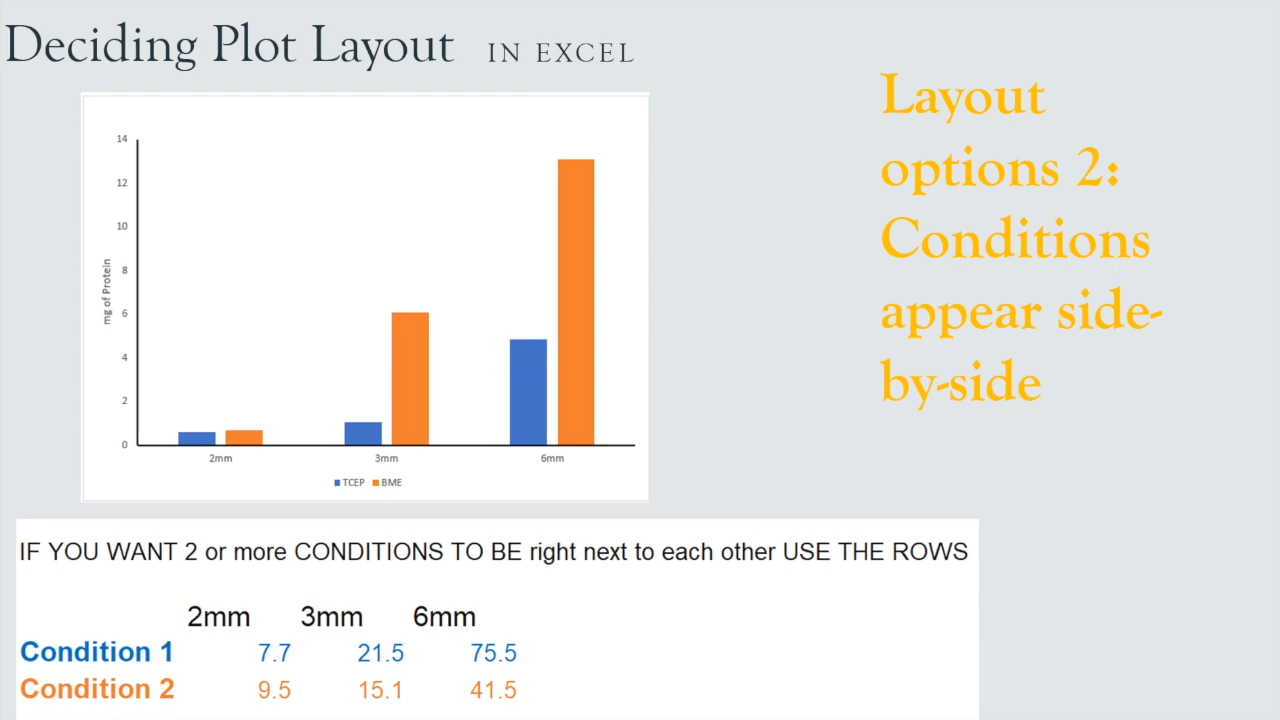 Deciding Plot Layout IN EXCEL
Layout
options 2:
Conditions
appear side-
by-side
14
12
10
8
6
4
2
0
mg of Protein
2mm 3mm 6mm
TCEP BME
IF YOU WANT 2 or more CONDITIONS TO BE right next to each other USE THE ROWS
2mm 3mm 6mm
Condition 1 7.7 21.5 75.5
Condition 2 9.5 15.1 41.5